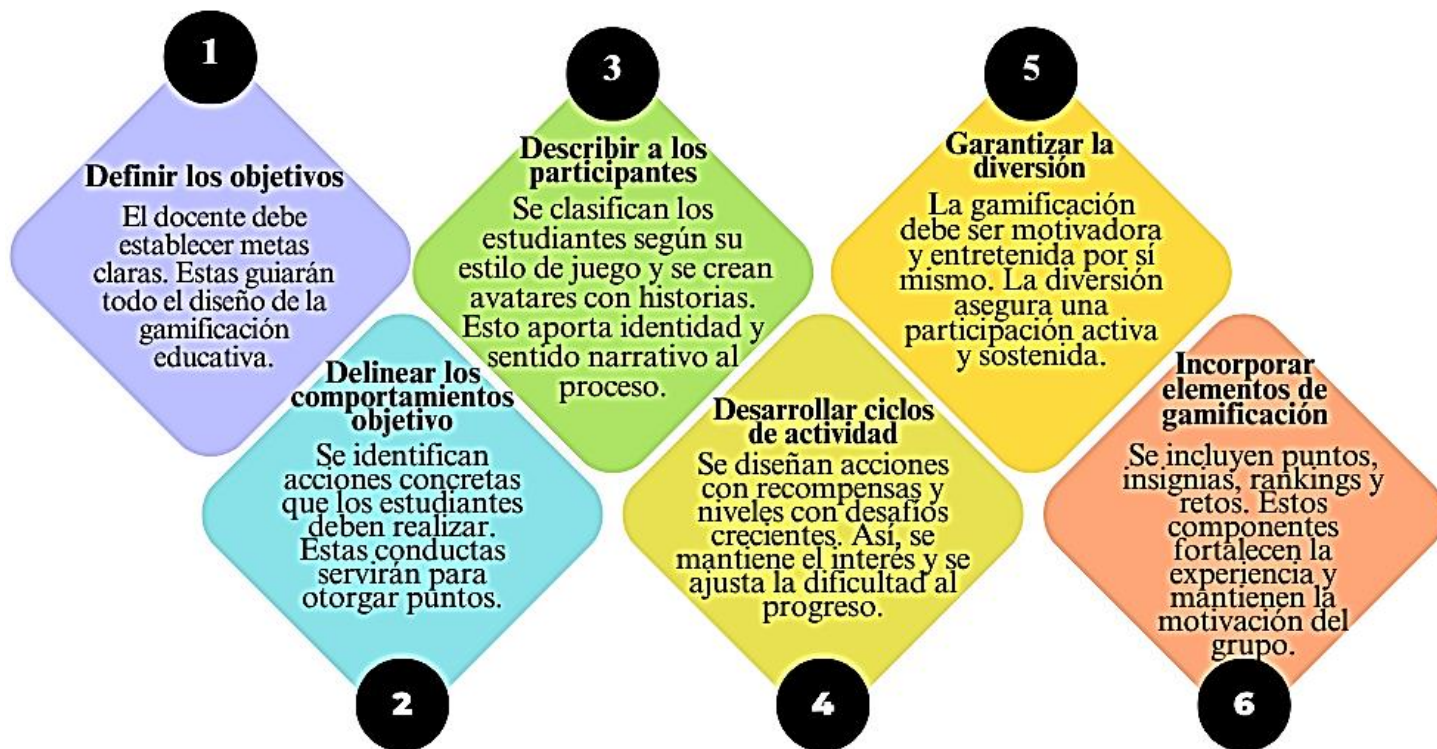 1
Definir los objetivos
El docente debe
establecer metas
claras. Estas guiarán
todo el diseño de la
gamificación
educativa.
2
Delinear los
comportamientos
objetivo
Se identifican
acciones concretas
que los estudiantes
deben realizar.
Estas conductas
servirán para
otorgar puntos.
3
Describir a los
participantes
Se clasifican los
estudiantes según su
estilo de juego y se crean
avatares con historias.
Esto aporta identidad y
sentido narrativo al
proceso.
4
Desarrollar ciclos
de actividad
Se diseñan acciones
con recompensas y
niveles con desafíos
crecientes. Así, se
mantiene el interés y se
ajusta la dificultad al
progreso.
5
Garantizar la
diversión
La gamificación
debe ser motivadora
y entretenida por sí
mismo. La diversión
asegura una
participación activa
y sostenida.
6
Incorporar
elementos de
gamificación
Se incluyen puntos,
insignias, rankings y
retos. Estos
componentes
fortalecen la
experiencia y
mantienen la
motivación del
grupo.